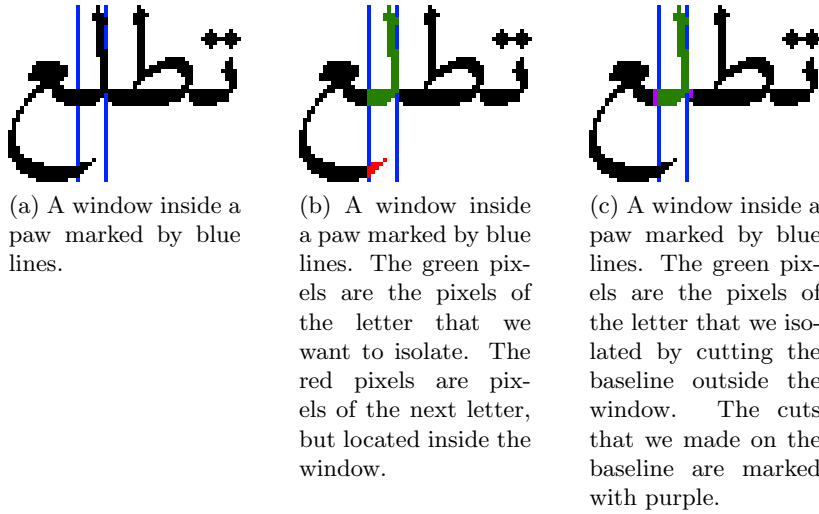 تطلع
تطلع
تطلع
(a) A window inside a
paw marked by blue
lines.
(b) A window inside
a paw marked by blue
lines. The green pix-
els are the pixels of
the letter that we
want to isolate. The
red pixels are pix-
els of the next letter,
but located inside the
window.
(c) A window inside a
paw marked by blue
lines. The green pix-
els are the pixels of
the letter that we iso-
lated by cutting the
baseline outside the
window. The cuts
that we made on the
baseline are marked
with purple.